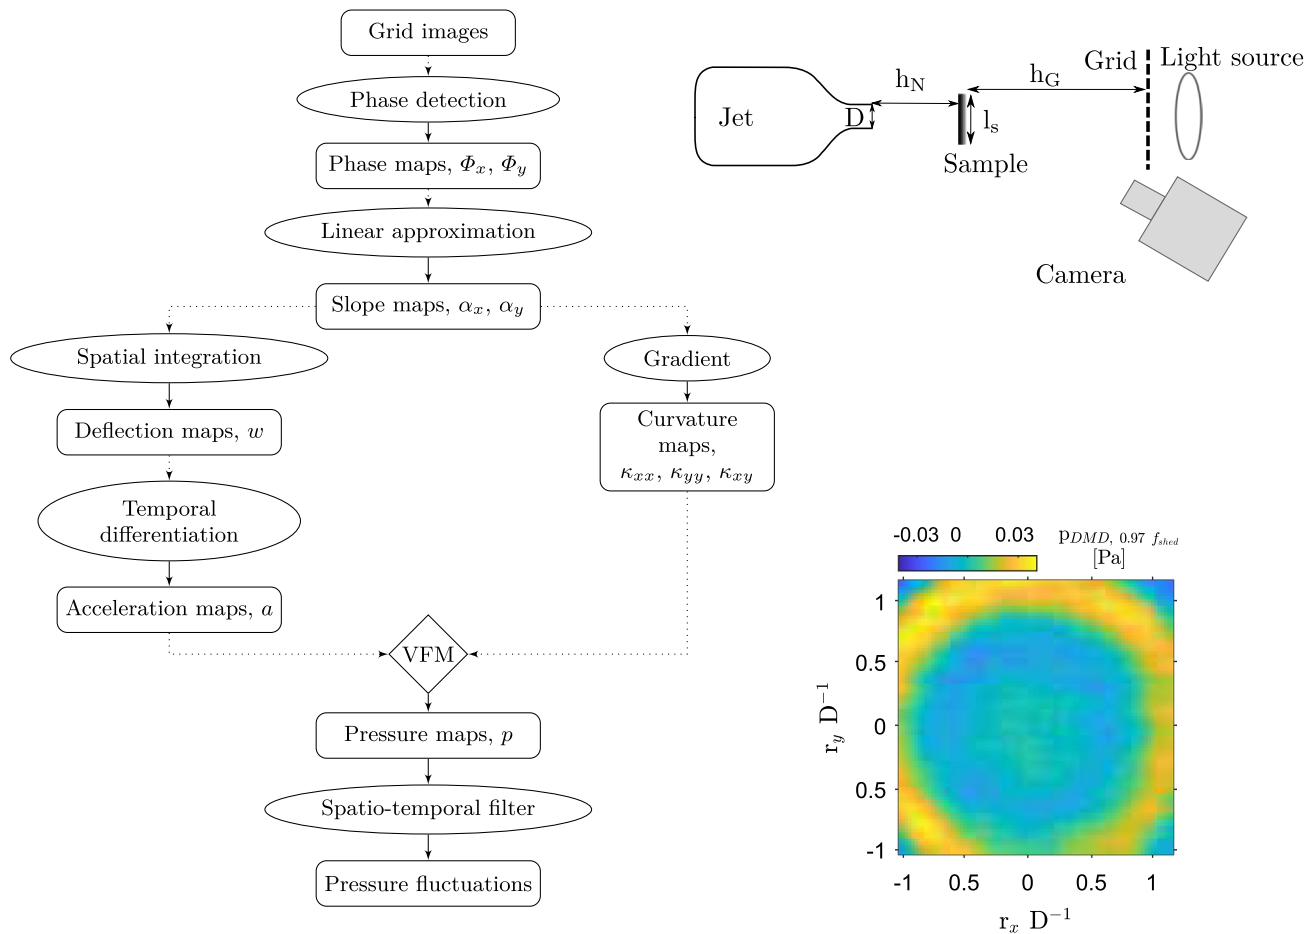 Grid images
Phase detection
Phase maps, Φx, Φy
Linear approximation
Slope maps, αx, αy
Spatial integration
Deflection maps, w
Temporal
differentiation
Acceleration maps, a
Gradient
Curvature
maps,
κxx, κyy, κxy
VFM
Pressure maps, p
Spatio-temporal filter
Pressure fluctuations
Grid Light source
hN
hG
Jet
D
ls
Sample
Camera
-0.03 0 0.03 pDMD, 0.97 fshed
[Pa]
1
0.5
0
0.5
-1
ry D⁻¹
-1 0.5 0 0.5 1
rx D⁻¹